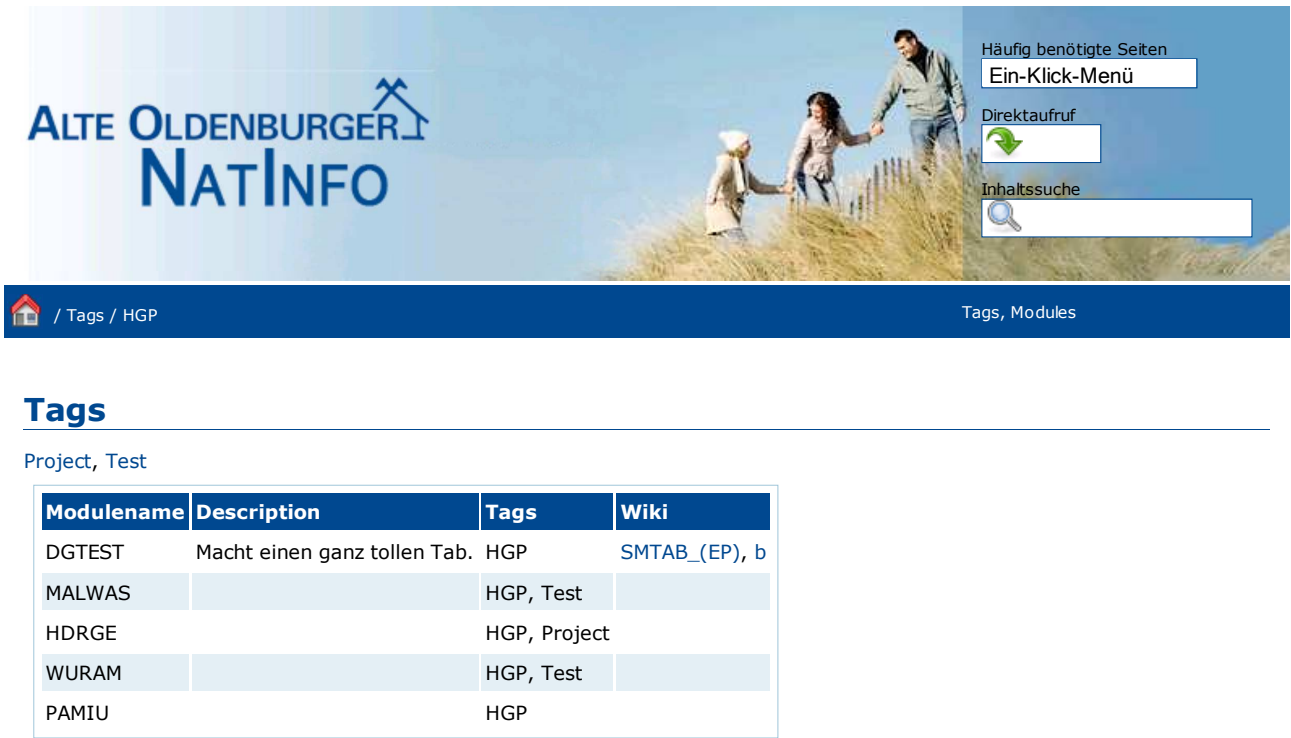 Häufig benötigte Seiten
Ein-Klick-Menü
Direktaufruf
Inhaltssuche
ALTE OLDENBURGER
NATINFO
/ Tags / HGP
Tags, Modules
Tags
Project, Test
Modulename Description Tags Wiki
DGTEST Macht einen ganz tollen Tab. HGP SMTAB_(EP), b
MALWAS HGP, Test
HDRGE HGP, Project
WURAM HGP, Test
PAMIU HGP